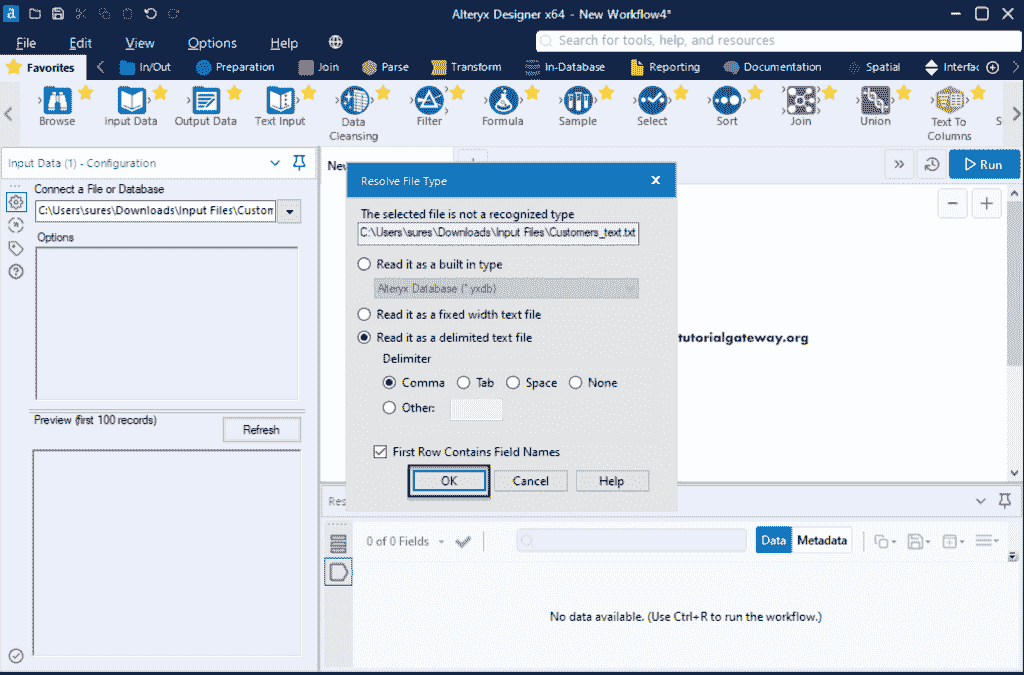 Alteryx Designer x64 - New Workflow4*
File Edit View Options Help
Search for tools, help, and resources
Favorites In/Out Preparation Join Parse Transform In-Database Reporting Documentation Spatial Interfac
Browse Input Data Output Data Text Input Data Cleansing Filter Formula Sample Select Sort Join Union Text To Columns S
Input Data (1) - Configuration
New
Run
Connect a File or Database
C:\Users\sures\Downloads\Input Files\Custom
Options
Preview (first 100 records)
Refresh
Resolve File Type
The selected file is not a recognized type
C:\Users\sures\Downloads\Input Files\Customers_text.txt
Read it as a built in type
Alteryx Database (*.yxdb)
Read it as a fixed width text file
Read it as a delimited text file
Delimiter
Comma Tab Space None
Other:
First Row Contains Field Names
OK Cancel Help
tutorialgateway.org
Res
0 of 0 Fields
Data Metadata
No data available. (Use Ctrl+R to run the workflow.)